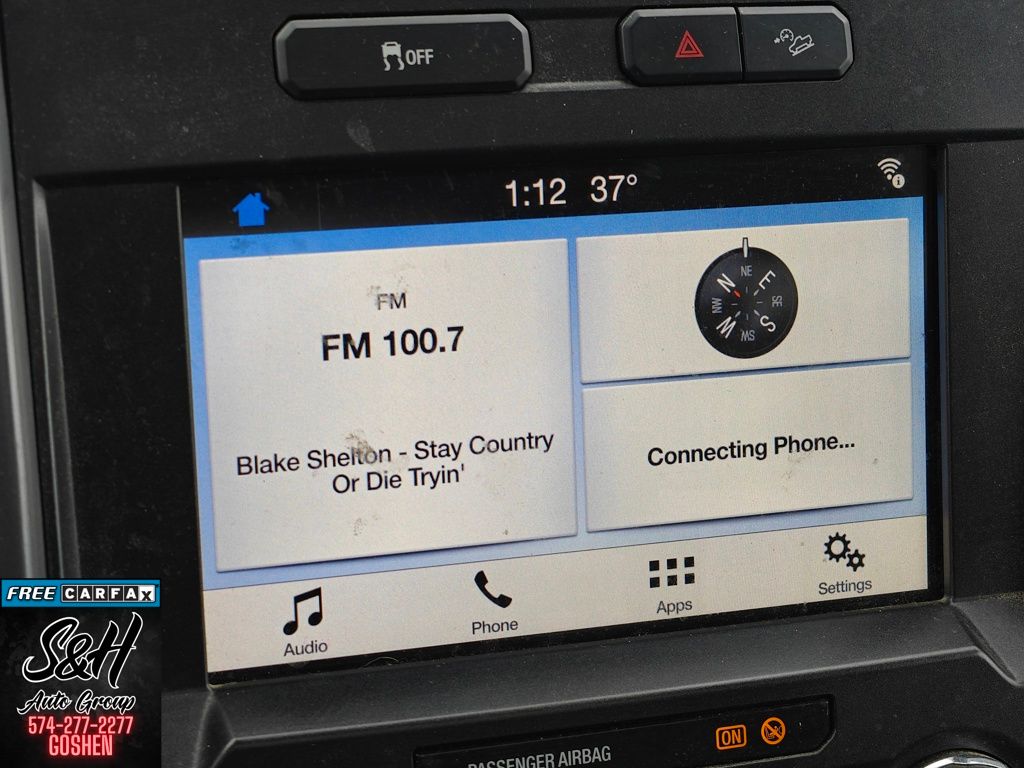 OFF
1:12 37°
FM
FM 100.7
Blake Shelton - Stay Country
Or Die Tryin'
N NE E SE S SW W NW
Connecting Phone...
Audio
Phone
Apps
Settings
PASSENGER AIRBAG
ON
FREE CARFAX
S&H
Auto Group
574-277-2277
GOSHEN